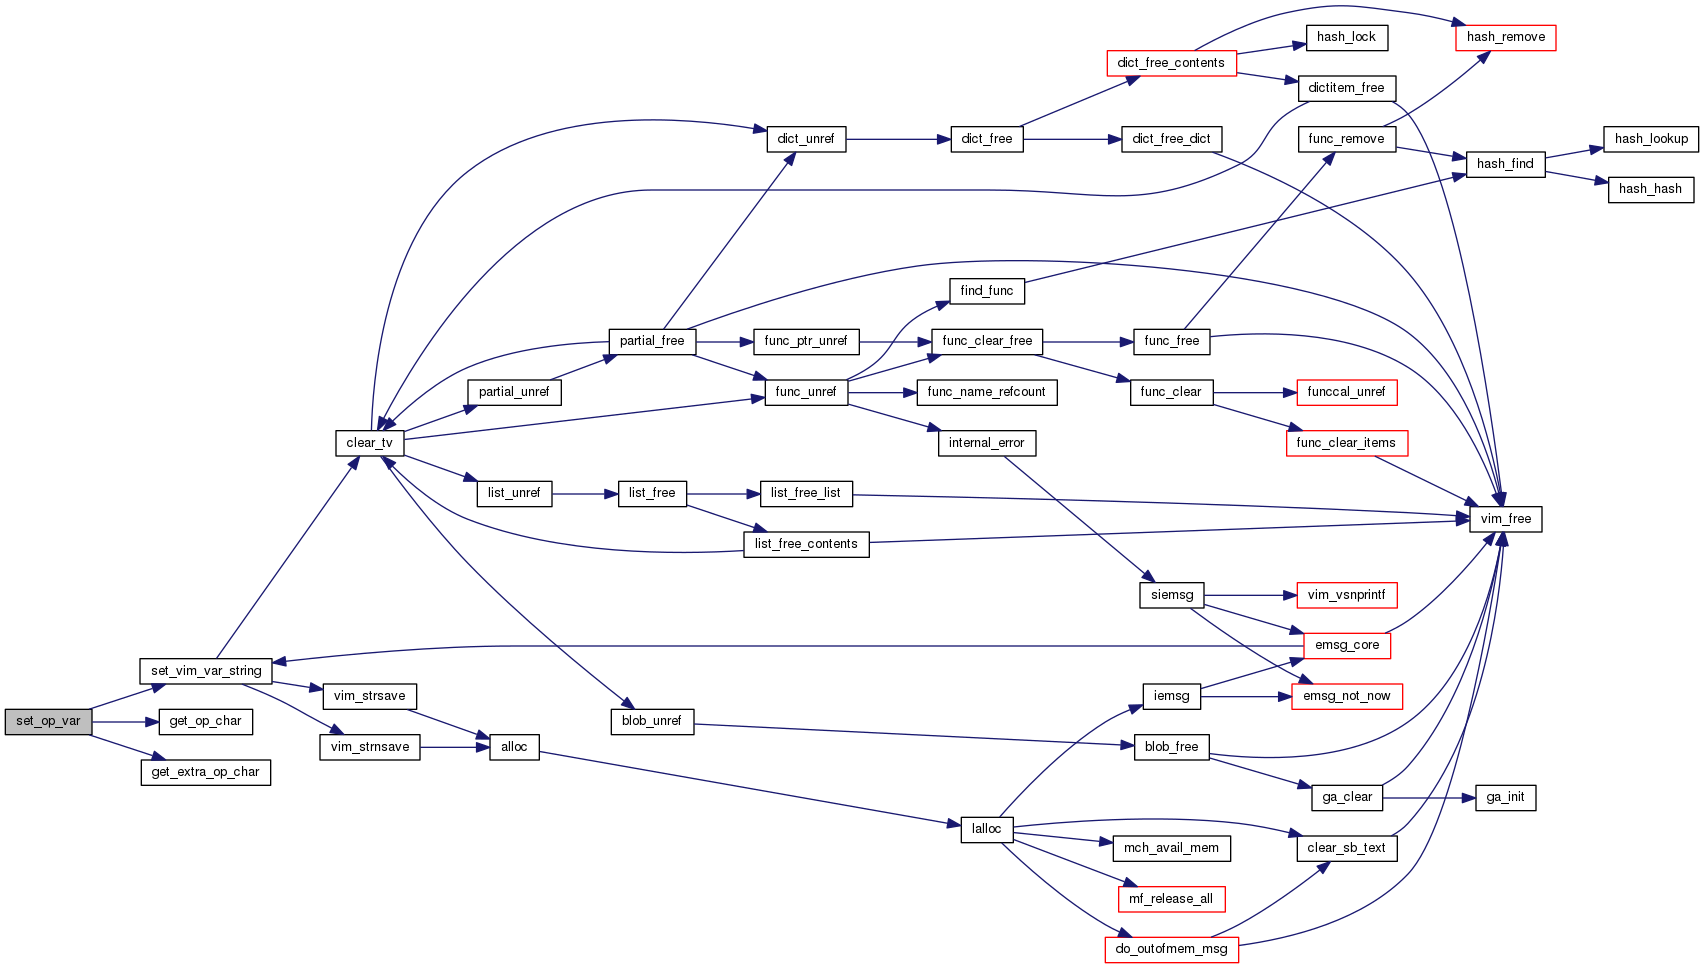 hash_lock
hash_remove
dict_free_contents
dictitem_free
dict_unref
dict_free
dict_free_dict
func_remove
hash_lookup
hash_find
hash_hash
find_func
partial_free
func_ptr_unref
func_clear_free
func_free
partial_unref
func_unref
func_name_refcount
func_clear
funccal_unref
clear_tv
internal_error
func_clear_items
list_unref
list_free
list_free_list
vim_free
list_free_contents
siemsg
vim_vsnprintf
emsg_core
set_vim_var_string
vim_strsave
iemsg
emsg_not_now
set_op_var
get_op_char
blob_unref
vim_strnsave
alloc
blob_free
get_extra_op_char
ga_clear
ga_init
lalloc
mch_avail_mem
clear_sb_text
mf_release_all
do_outofmem_msg